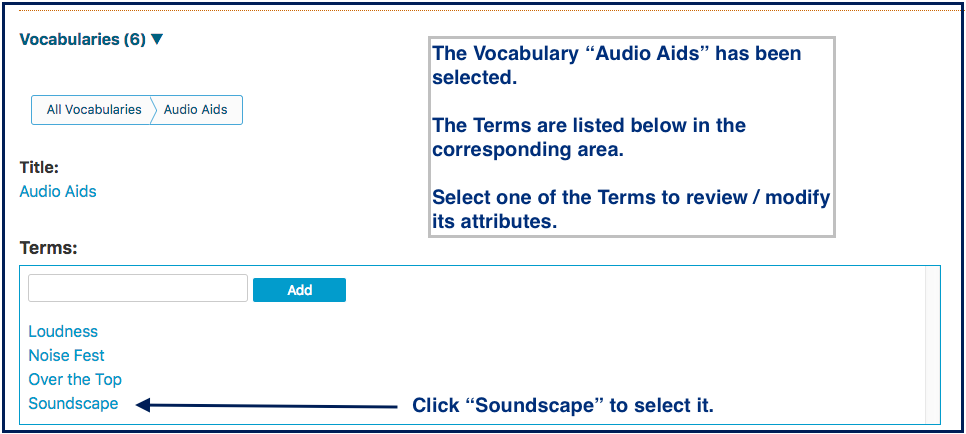 Vocabularies (6) ▼
The Vocabulary “Audio Aids” has been
selected.
The Terms are listed below in the
corresponding area.
Select one of the Terms to review / modify
its attributes.
All Vocabularies Audio Aids
Title:
Audio Aids
Terms:
Add
Loudness
Noise Fest
Over the Top
Soundscape
Click “Soundscape” to select it.